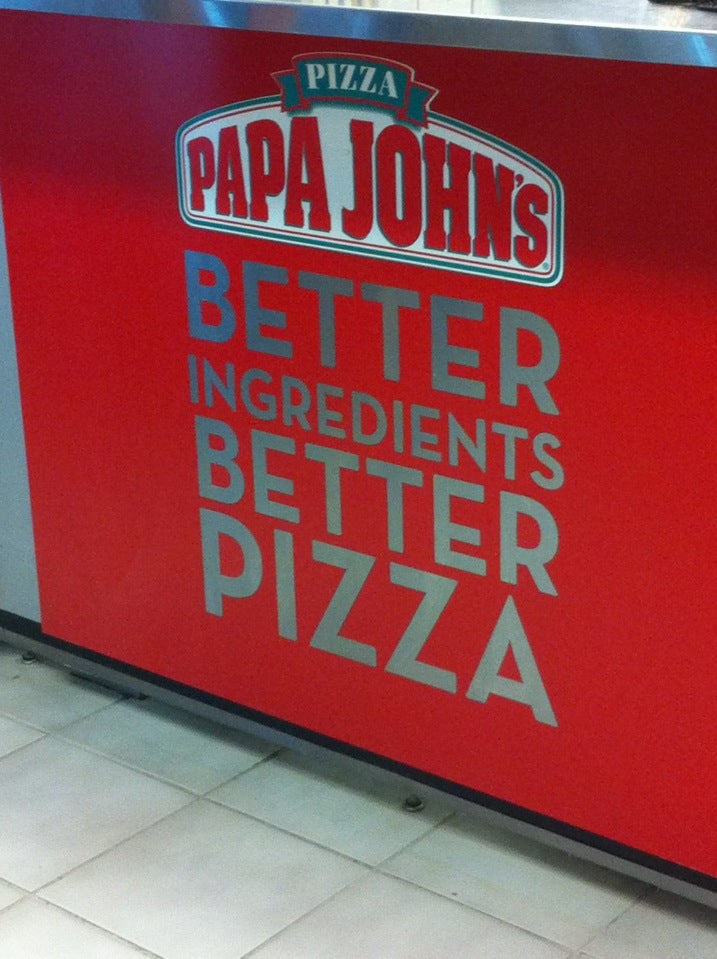 PIZZA
PAPA JOHN'S
BETTER
INGREDIENTS
BETTER
PIZZA